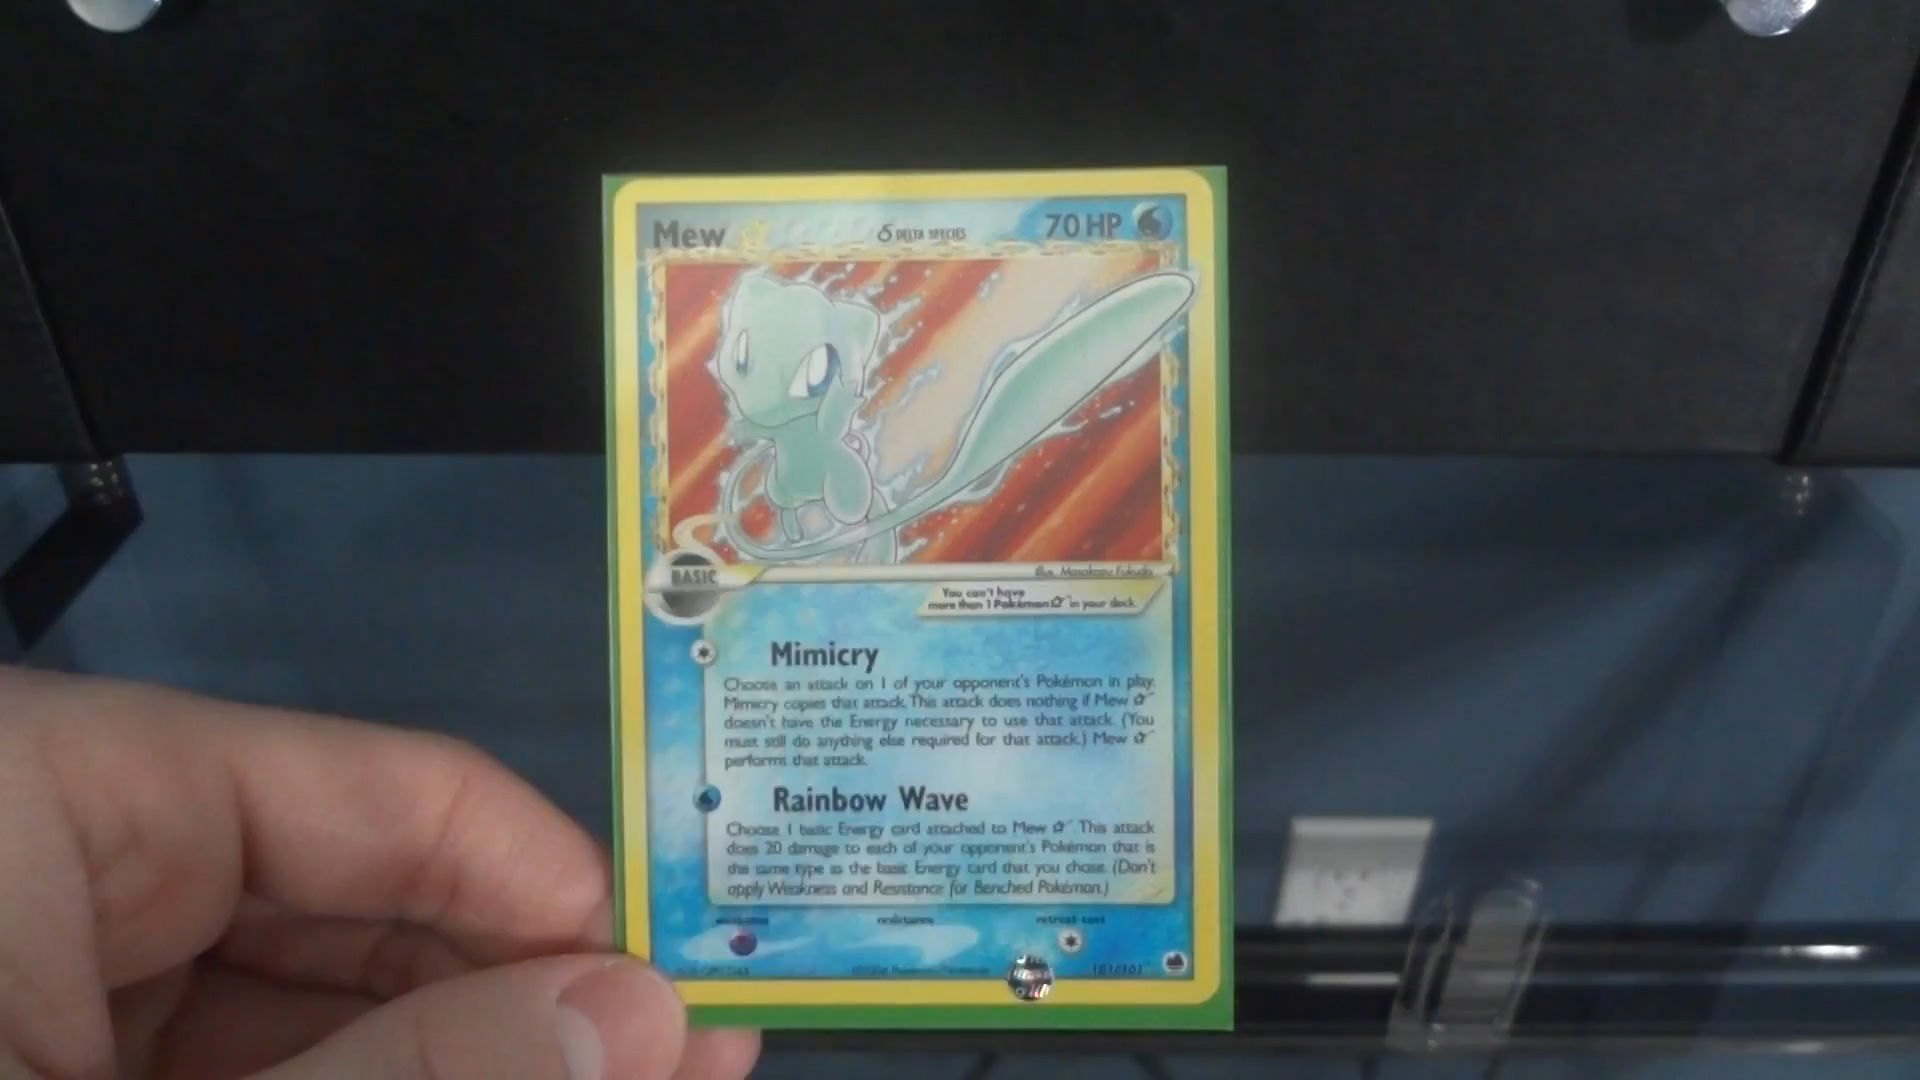 Mew
δ DELTA SPECIES
70 HP
BASIC
Illus. Masakazu Fukuda
You can't have
more than 1 Pokémon ☆ in your deck.
Mimicry
Choose an attack on 1 of your opponent's Pokémon in play.
Mimicry copies that attack. This attack does nothing if Mew ☆
doesn't have the Energy necessary to use that attack. (You
must still do anything else required for that attack.) Mew ☆
performs that attack.
Rainbow Wave
Choose 1 basic Energy card attached to Mew ☆. This attack
does 20 damage to each of your opponent's Pokémon that is
the same type as the basic Energy card that you chose. (Don't
apply Weakness and Resistance for Benched Pokémon.)
weakness
resistance
retreat cost
101/101